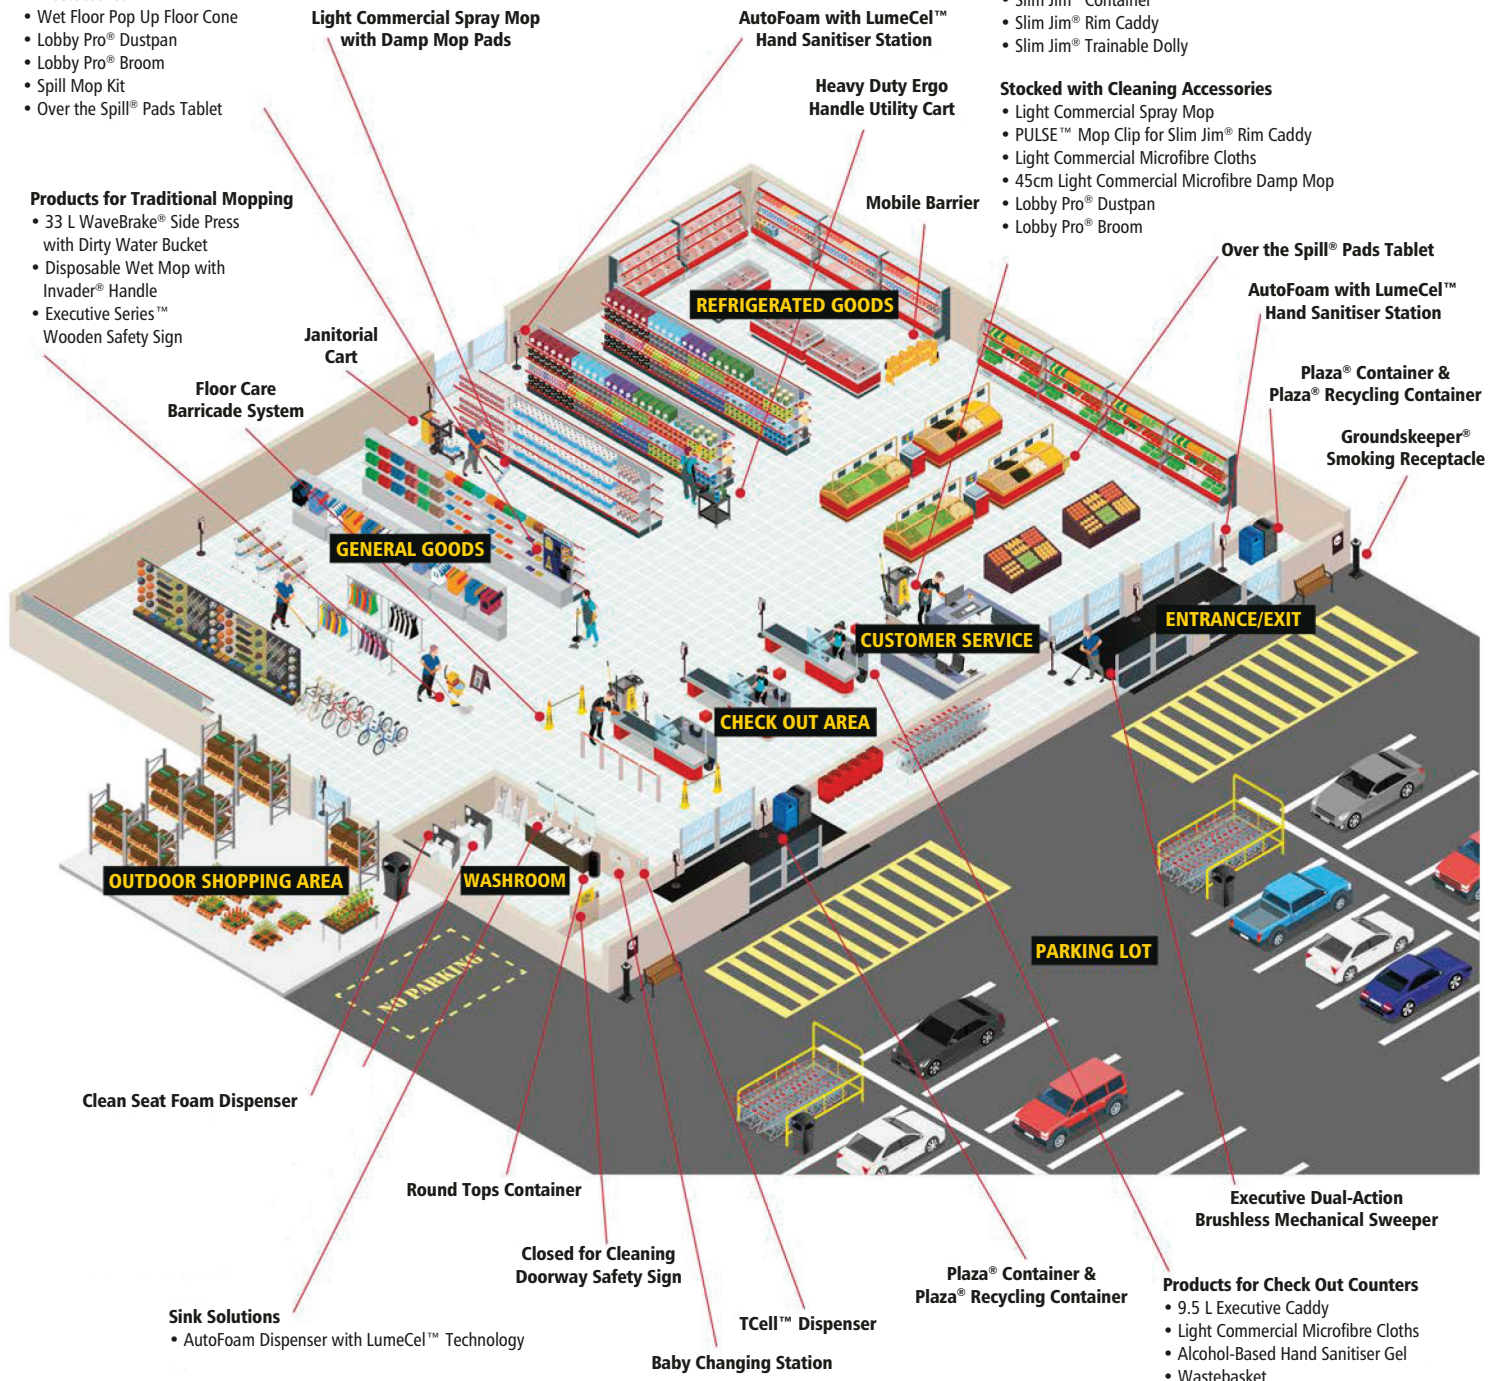 • Wet Floor Pop Up Floor Cone
• Lobby Pro® Dustpan
• Lobby Pro® Broom
• Spill Mop Kit
• Over the Spill® Pads Tablet
Light Commercial Spray Mop
with Damp Mop Pads
AutoFoam with LumeCel™
Hand Sanitiser Station
Heavy Duty Ergo
Handle Utility Cart
• Slim Jim® Container
• Slim Jim® Rim Caddy
• Slim Jim® Trainable Dolly
Stocked with Cleaning Accessories
• Light Commercial Spray Mop
• PULSE™ Mop Clip for Slim Jim® Rim Caddy
• Light Commercial Microfibre Cloths
• 45cm Light Commercial Microfibre Damp Mop
• Lobby Pro® Dustpan
• Lobby Pro® Broom
Products for Traditional Mopping
• 33 L WaveBrake® Side Press
with Dirty Water Bucket
• Disposable Wet Mop with
Invader® Handle
• Executive Series™
Wooden Safety Sign
Mobile Barrier
Over the Spill® Pads Tablet
AutoFoam with LumeCel™
Hand Sanitiser Station
Janitorial
Cart
Floor Care
Barricade System
Plaza® Container &
Plaza® Recycling Container
Groundskeeper®
Smoking Receptacle
REFRIGERATED GOODS
GENERAL GOODS
CUSTOMER SERVICE
ENTRANCE/EXIT
CHECK OUT AREA
OUTDOOR SHOPPING AREA
WASHROOM
PARKING LOT
NO PARKING
Clean Seat Foam Dispenser
Round Tops Container
Closed for Cleaning
Doorway Safety Sign
Sink Solutions
• AutoFoam Dispenser with LumeCel™ Technology
TCell™ Dispenser
Baby Changing Station
Plaza® Container &
Plaza® Recycling Container
Executive Dual-Action
Brushless Mechanical Sweeper
Products for Check Out Counters
• 9.5 L Executive Caddy
• Light Commercial Microfibre Cloths
• Alcohol-Based Hand Sanitiser Gel
• Wastebasket